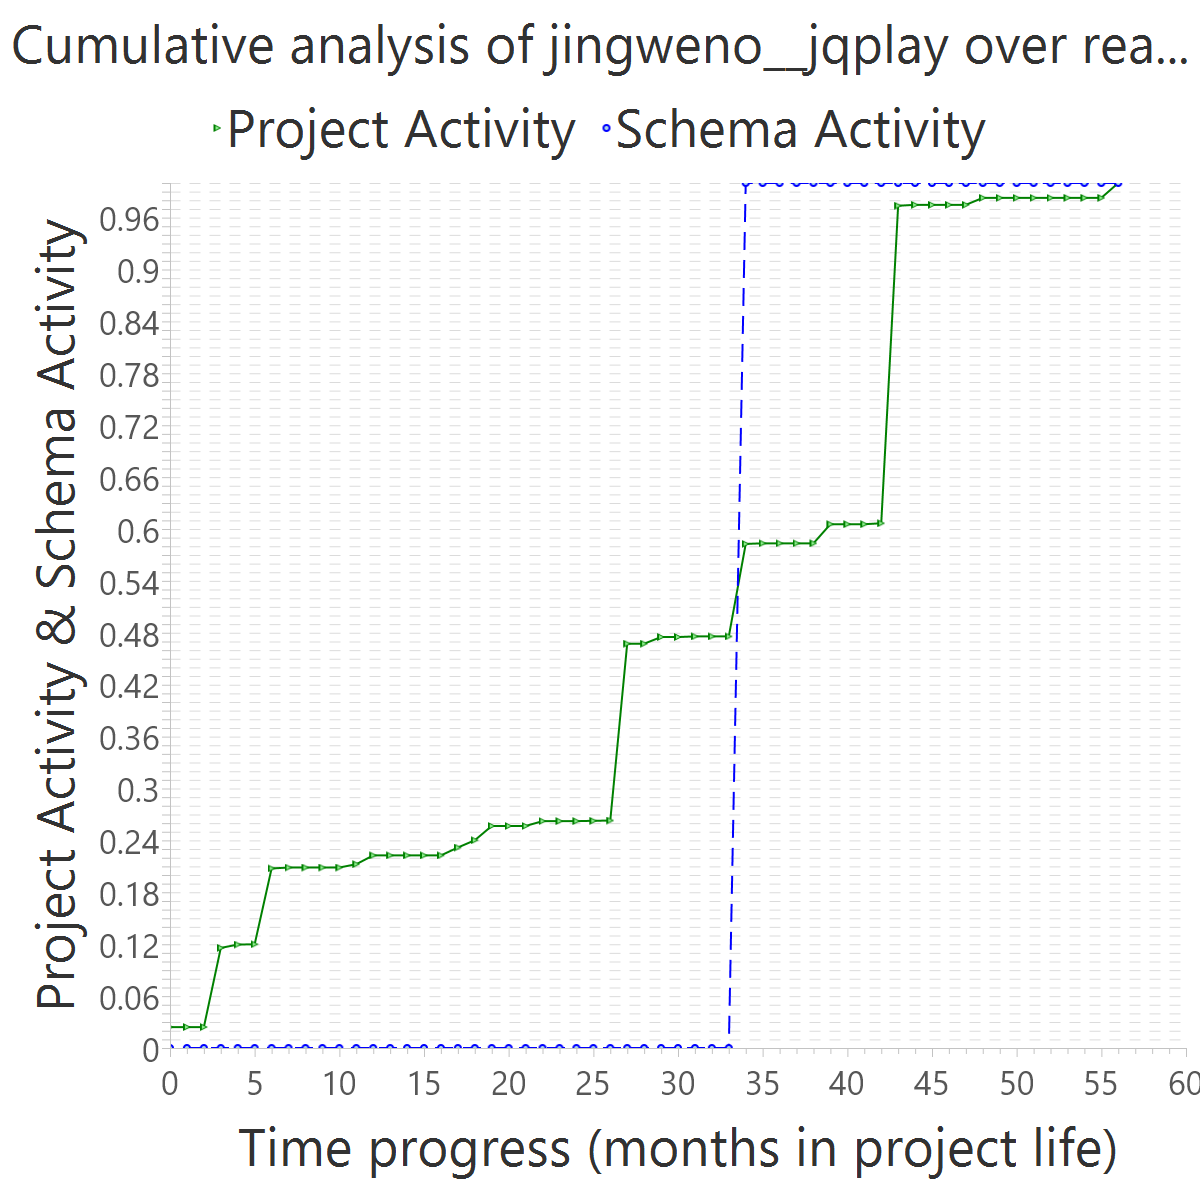 Cumulative analysis of jingweno__jqplay over rea...
Project Activity
Schema Activity
Project Activity & Schema Activity
0.96
0.9
0.84
0.78
0.72
0.66
0.6
0.54
0.48
0.42
0.36
0.3
0.24
0.18
0.12
0.06
0
0 5 10 15 20 25 30 35 40 45 50 55 60
Time progress (months in project life)